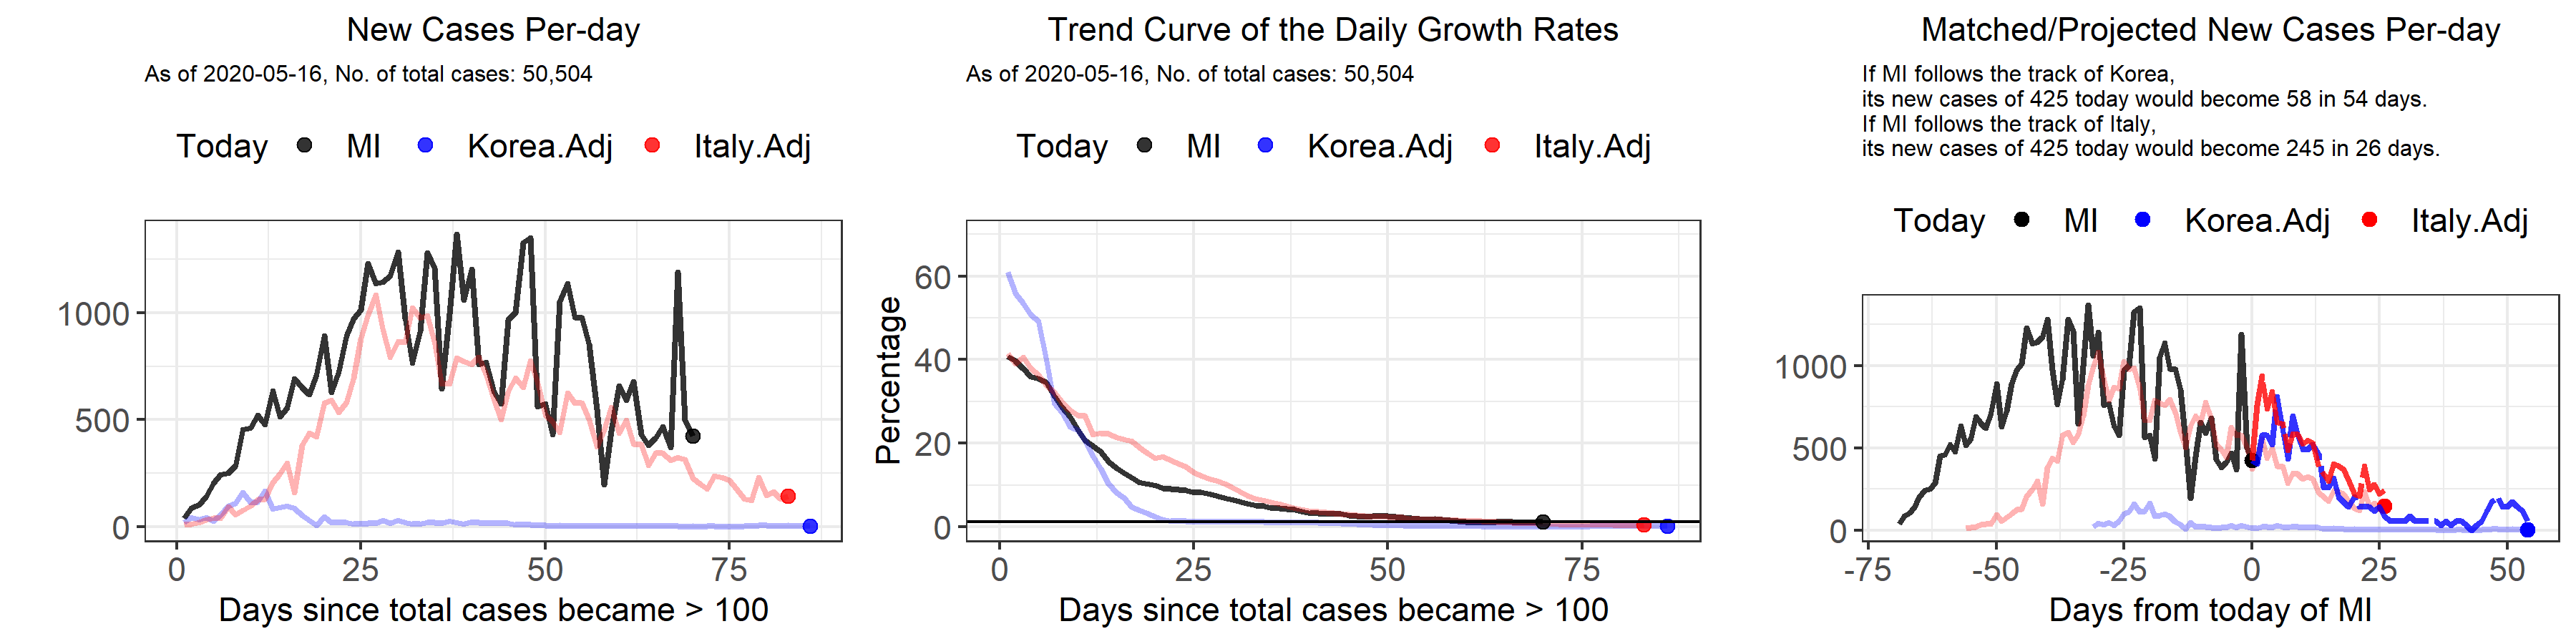 New Cases Per-day
As of 2020-05-16, No. of total cases: 50,504
Today MI Korea.Adj Italy.Adj
1000
500
0
0 25 50 75
Days since total cases became > 100
Trend Curve of the Daily Growth Rates
As of 2020-05-16, No. of total cases: 50,504
Today MI Korea.Adj Italy.Adj
Percentage
60
40
20
0
0 25 50 75
Days since total cases became > 100
Matched/Projected New Cases Per-day
If MI follows the track of Korea,
its new cases of 425 today would become 58 in 54 days.
If MI follows the track of Italy,
its new cases of 425 today would become 245 in 26 days.
Today MI Korea.Adj Italy.Adj
1000
500
0
-75 -50 -25 0 25 50
Days from today of MI